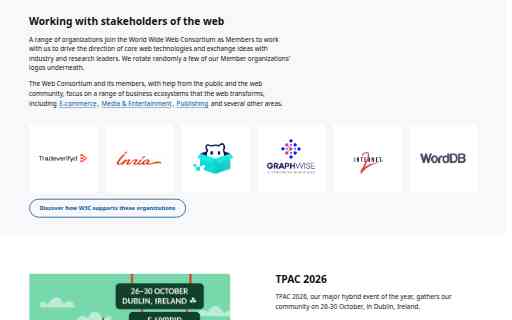 Working with stakeholders of the web
A range of organizations join the World Wide Web Consortium as Members to work
with us to drive the direction of core web technologies and exchange ideas with
industry and research leaders. We rotate randomly a few of our Member organizations'
logos underneath.
The Web Consortium and its members, with help from the public and the web
community, focus on a range of business ecosystems that the web transforms,
including E-commerce, Media & Entertainment, Publishing and several other areas.
Tradeverifyd
Inria
GRAPHWISE
INTERNET
2
WordDB
Discover how W3C supports these organizations
26–30 OCTOBER
DUBLIN, IRELAND
TPAC 2026
TPAC 2026, our major hybrid event of the year, gathers our
community on 26-30 October, in Dublin, Ireland.